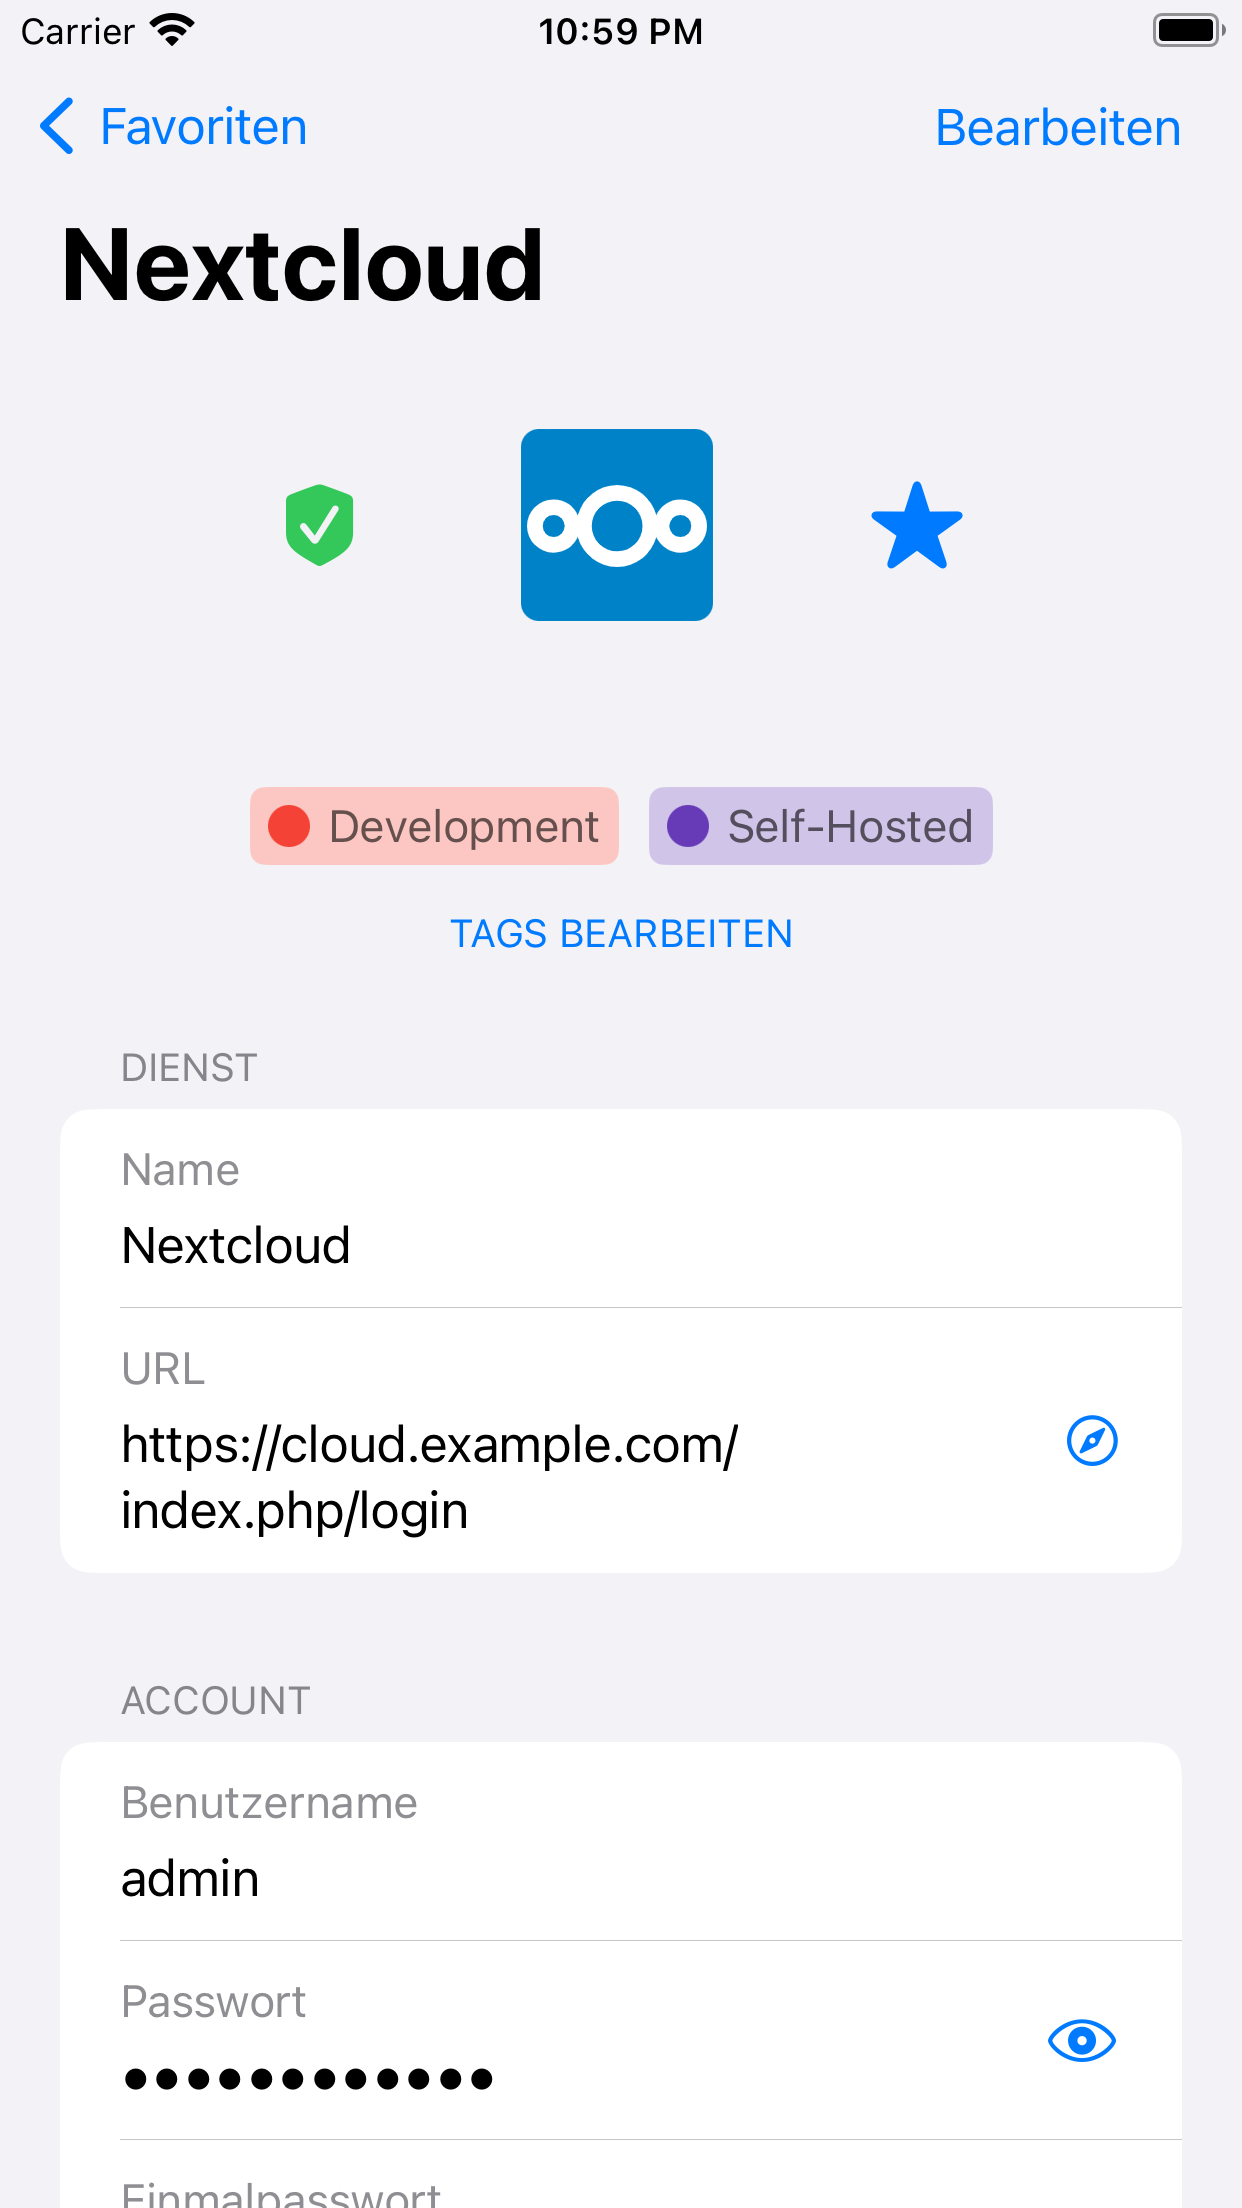 Carrier 10:59 PM
Favoriten Bearbeiten
Nextcloud
Development Self-Hosted
TAGS BEARBEITEN
DIENST
Name
Nextcloud
URL
https://cloud.example.com/
index.php/login
ACCOUNT
Benutzername
admin
Passwort
●●●●●●●●●●●●
Einmalpasswort